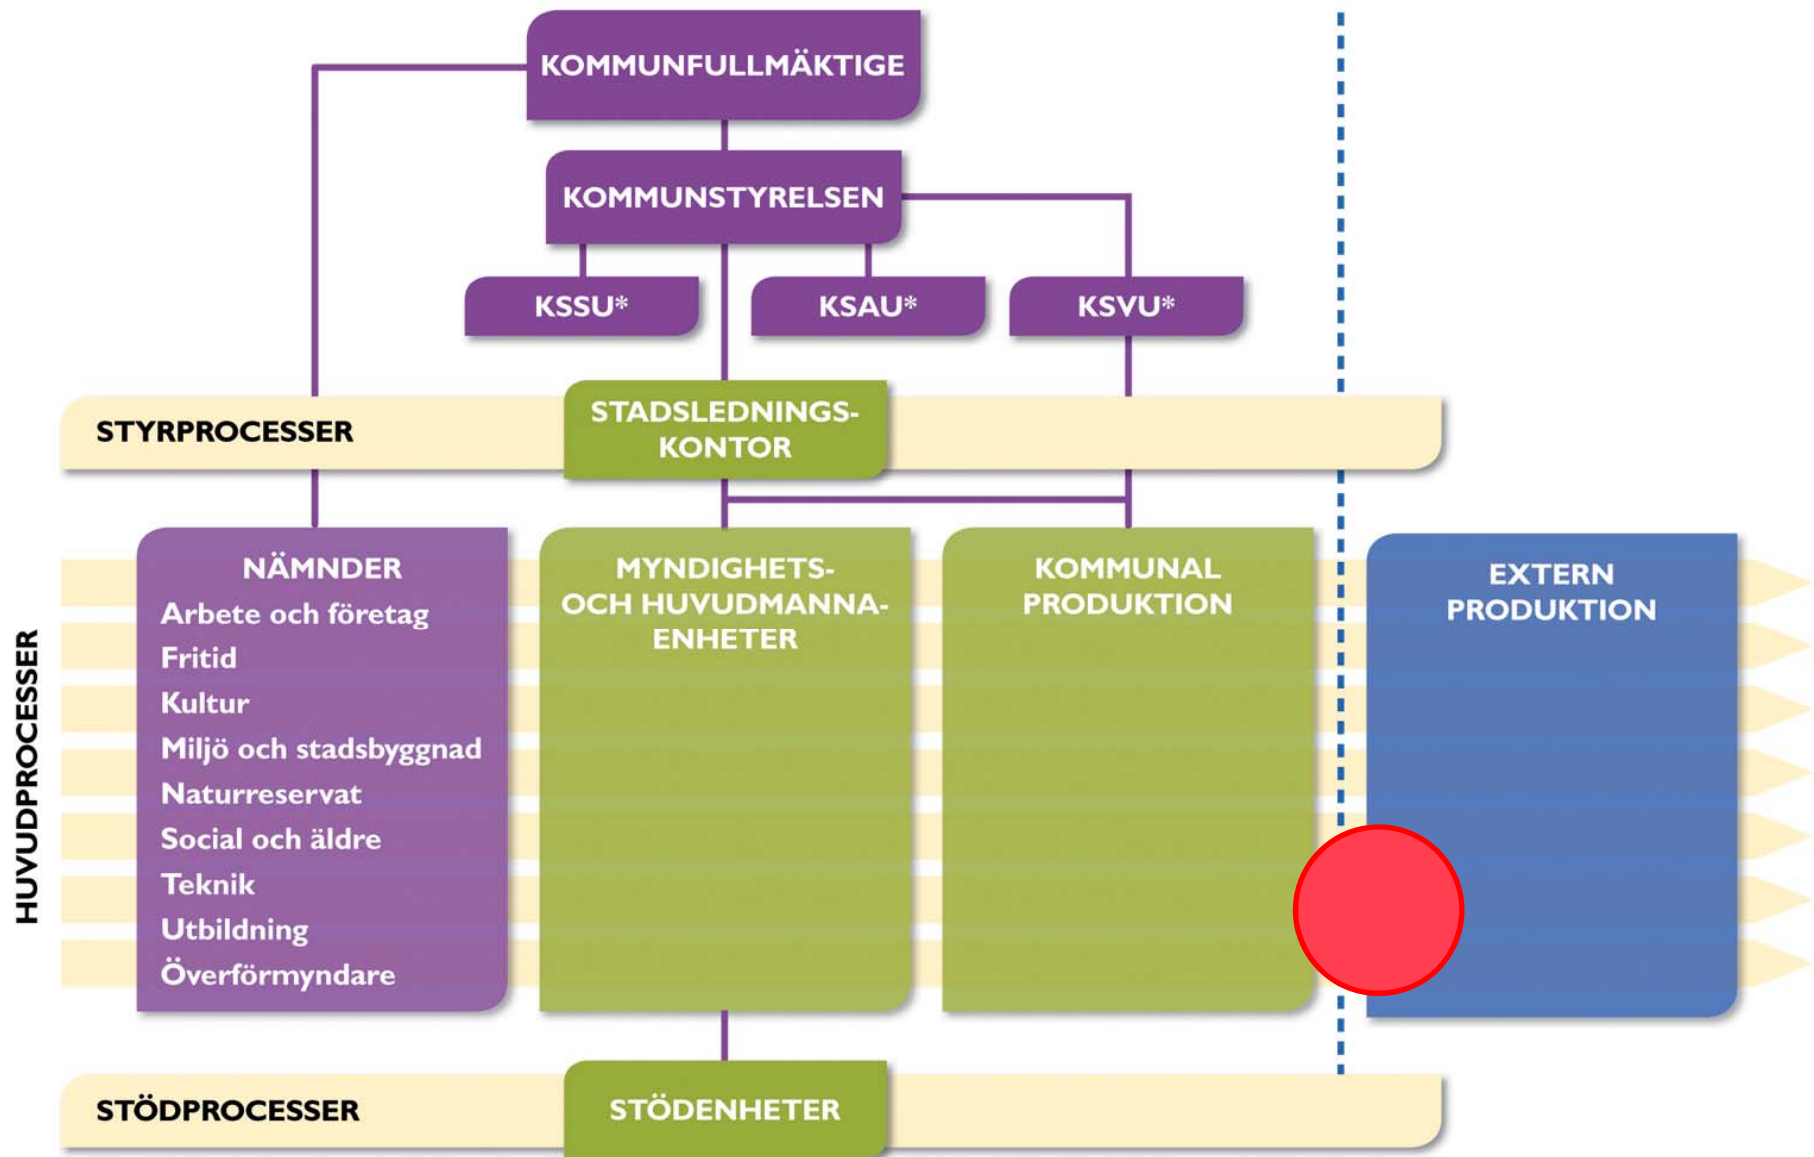 KOMMUNFULLMÄKTIGE
KOMMUNSTYRELSEN
KSSU*
KSAU*
KSVU*
STYRPROCESSER
STADSLEDNINGS-
KONTOR
HUVUDPROCESSER
NÄMNDER
Arbete och företag
Fritid
Kultur
Miljö och stadsbyggnad
Naturreservat
Social och äldre
Teknik
Utbildning
Överförmyndare
MYNDIGHETS-
OCH HUVUDMANNA-
ENHETER
KOMMUNAL
PRODUKTION
EXTERN
PRODUKTION
STÖDPROCESSER
STÖDENHETER